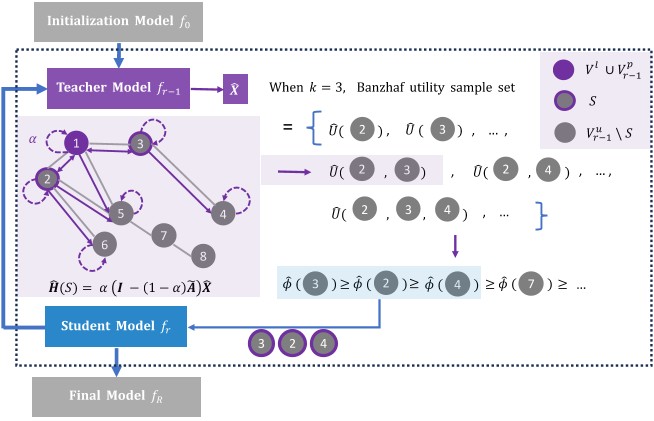 Initialization Model f₀
Teacher Model fᵣ₋₁
X̂
When k = 3, Banzhaf utility sample set
V^l ∪ V^p_{r−1}
S
V^u_{r−1} \ S
= { Û( 2 ), Û( 3 ), ...,
Û( 2 , 3 ) , Û( 2 , 4 ) , ...,
Û( 2 , 3 , 4 ) , ... }
α
1
3
2
5
4
6
7
8
Ĥ(S) = α (I − (1−α)Ã)X̂
ϕ̂( 3 ) ≥ ϕ̂( 2 ) ≥ ϕ̂( 4 ) ≥ ϕ̂( 7 ) ≥ ...
Student Model fᵣ
3 2 4
Final Model f_R